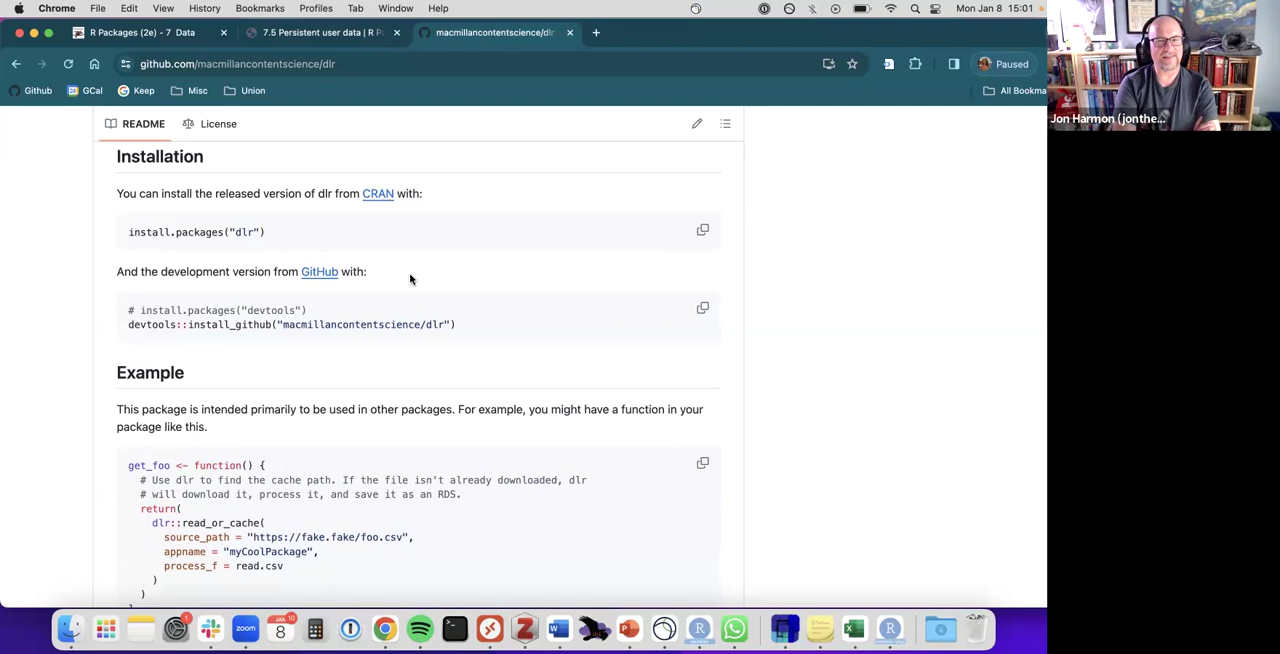 Chrome File Edit View History Bookmarks Profiles Tab Window Help Mon Jan 8 15:01
R Packages (2e) - 7 Data 7.5 Persistent user data | R P macmillancontentscience/dlr
github.com/macmillancontentscience/dlr Paused
Github GCal Keep Misc Union All Bookma
Jon Harmon (jonthe...
README License
Installation
You can install the released version of dlr from CRAN with:
install.packages("dlr")
And the development version from GitHub with:
# install.packages("devtools")
devtools::install_github("macmillancontentscience/dlr")
Example
This package is intended primarily to be used in other packages. For example, you might have a function in your
package like this.
get_foo <- function() {
# Use dlr to find the cache path. If the file isn't already downloaded, dlr
# will download it, process it, and save it as an RDS.
return(
dlr::read_or_cache(
source_path = "https://fake.fake/foo.csv",
appname = "myCoolPackage",
process_f = read.csv
)
)
zoom
8